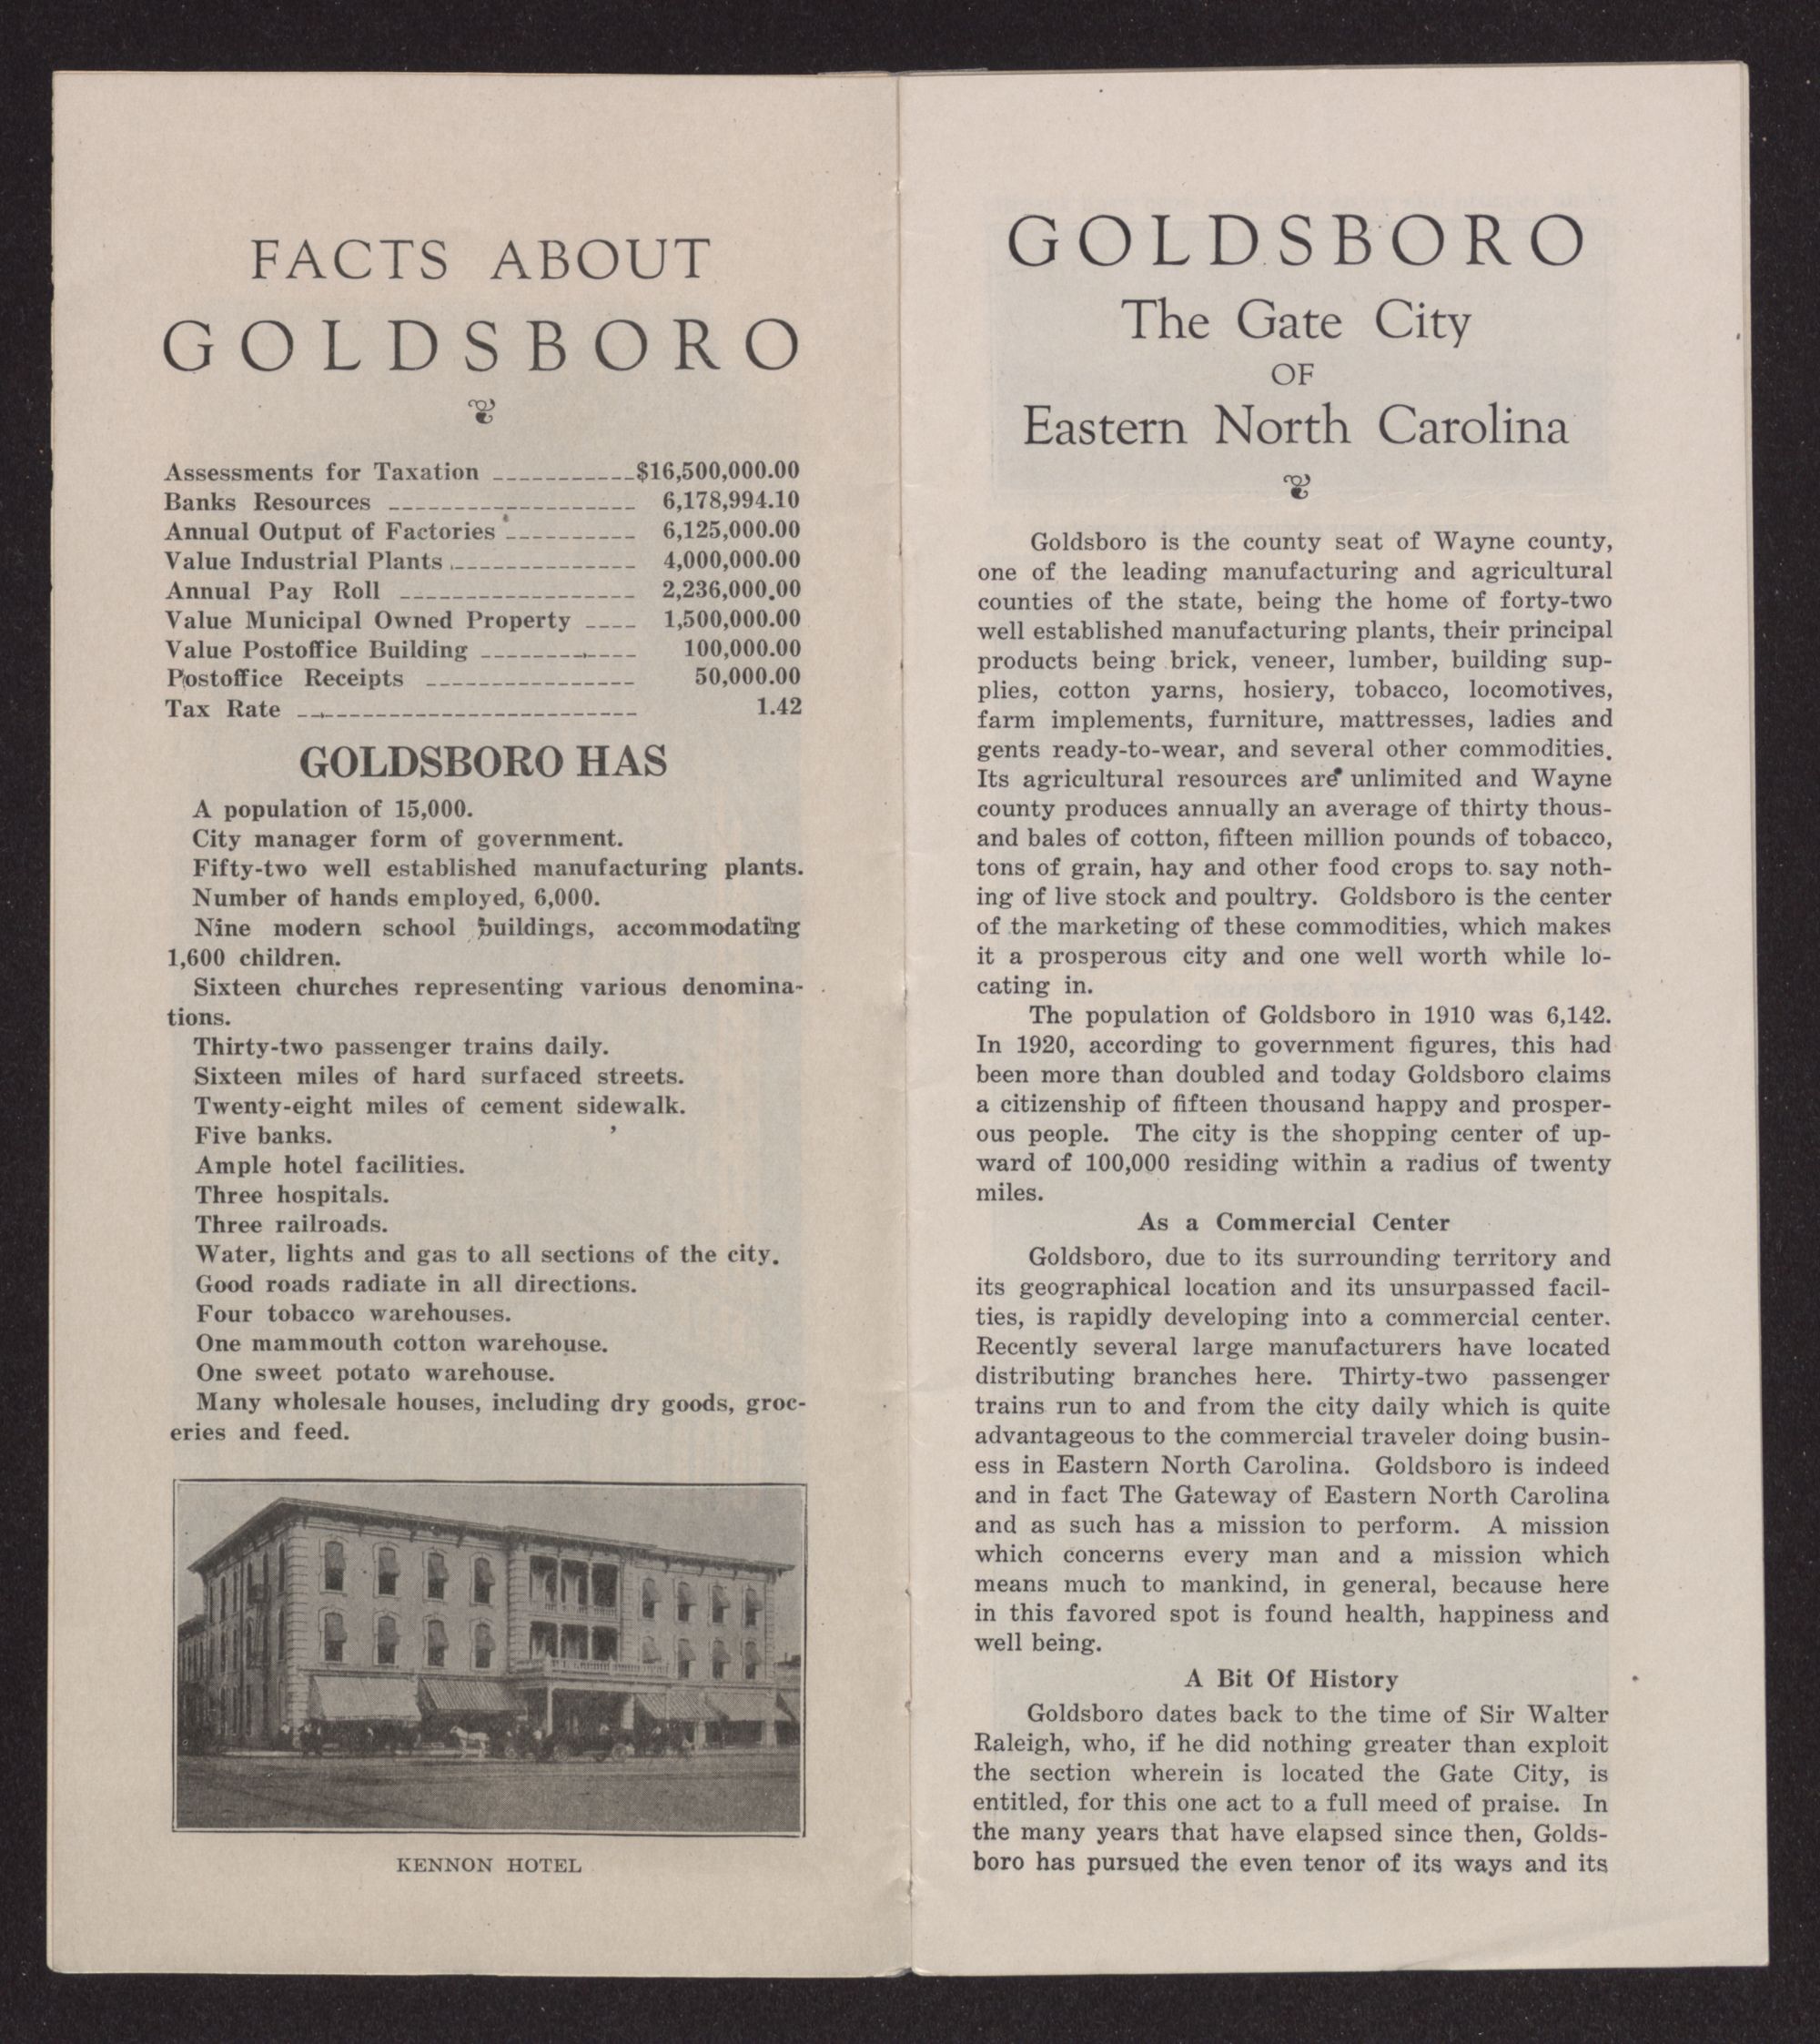 FACTS ABOUT
GOLDSBORO
Assessments for Taxation ___________$16,500,000.00
Banks Resources ___________________ 6,178,994.10
Annual Output of Factories __________ 6,125,000.00
Value Industrial Plants ______________ 4,000,000.00
Annual Pay Roll __________________ 2,236,000.00
Value Municipal Owned Property ____ 1,500,000.00
Value Postoffice Building ____________ 100,000.00
Postoffice Receipts ________________ 50,000.00
Tax Rate __________________________ 1.42
GOLDSBORO HAS
A population of 15,000.
City manager form of government.
Fifty-two well established manufacturing plants.
Number of hands employed, 6,000.
Nine modern school buildings, accommodating
1,600 children.
Sixteen churches representing various denomina-
tions.
Thirty-two passenger trains daily.
Sixteen miles of hard surfaced streets.
Twenty-eight miles of cement sidewalk.
Five banks.
Ample hotel facilities.
Three hospitals.
Three railroads.
Water, lights and gas to all sections of the city.
Good roads radiate in all directions.
Four tobacco warehouses.
One mammouth cotton warehouse.
One sweet potato warehouse.
Many wholesale houses, including dry goods, groc-
eries and feed.
KENNON HOTEL
GOLDSBORO
The Gate City
OF
Eastern North Carolina
Goldsboro is the county seat of Wayne county,
one of the leading manufacturing and agricultural
counties of the state, being the home of forty-two
well established manufacturing plants, their principal
products being brick, veneer, lumber, building sup-
plies, cotton yarns, hosiery, tobacco, locomotives,
farm implements, furniture, mattresses, ladies and
gents ready-to-wear, and several other commodities.
Its agricultural resources are unlimited and Wayne
county produces annually an average of thirty thous-
and bales of cotton, fifteen million pounds of tobacco,
tons of grain, hay and other food crops to say noth-
ing of live stock and poultry. Goldsboro is the center
of the marketing of these commodities, which makes
it a prosperous city and one well worth while lo-
cating in.
The population of Goldsboro in 1910 was 6,142.
In 1920, according to government figures, this had
been more than doubled and today Goldsboro claims
a citizenship of fifteen thousand happy and prosper-
ous people. The city is the shopping center of up-
ward of 100,000 residing within a radius of twenty
miles.
As a Commercial Center
Goldsboro, due to its surrounding territory and
its geographical location and its unsurpassed facil-
ties, is rapidly developing into a commercial center.
Recently several large manufacturers have located
distributing branches here. Thirty-two passenger
trains run to and from the city daily which is quite
advantageous to the commercial traveler doing busin-
ess in Eastern North Carolina. Goldsboro is indeed
and in fact The Gateway of Eastern North Carolina
and as such has a mission to perform. A mission
which concerns every man and a mission which
means much to mankind, in general, because here
in this favored spot is found health, happiness and
well being.
A Bit Of History
Goldsboro dates back to the time of Sir Walter
Raleigh, who, if he did nothing greater than exploit
the section wherein is located the Gate City, is
entitled, for this one act to a full meed of praise. In
the many years that have elapsed since then, Golds-
boro has pursued the even tenor of its ways and its